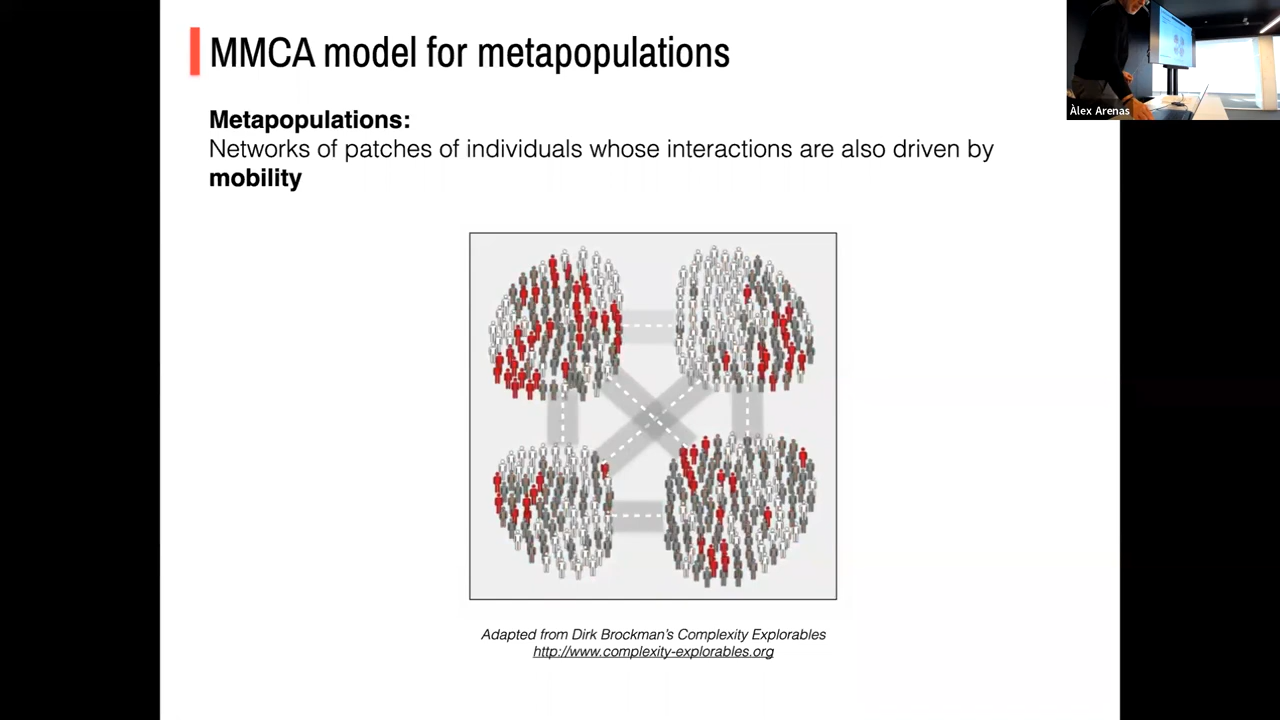 MMCA model for metapopulations
Àlex Arenas
Metapopulations:
Networks of patches of individuals whose interactions are also driven by
mobility
Adapted from Dirk Brockman's Complexity Explorables
http://www.complexity-explorables.org